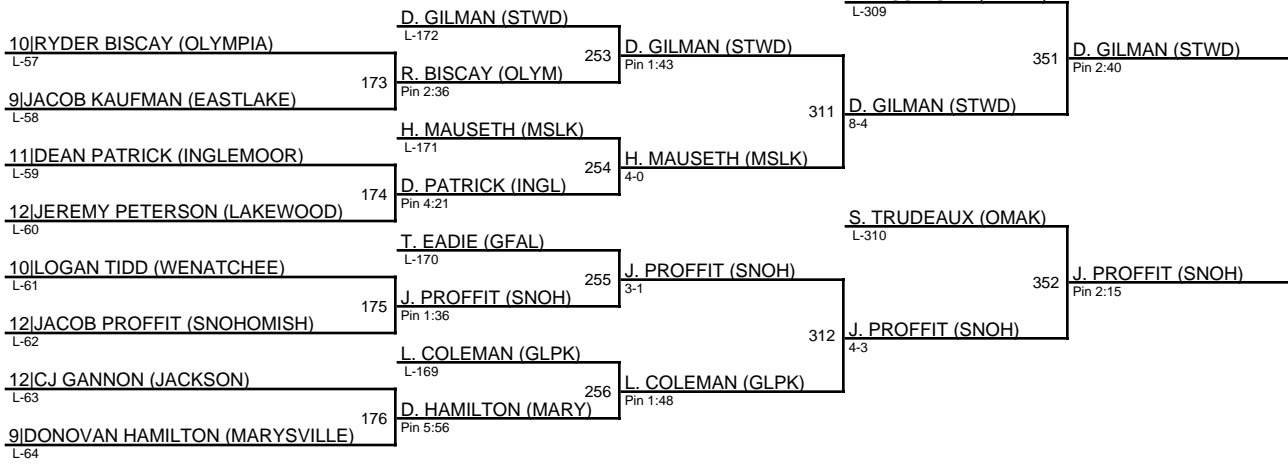 L-309
D. GILMAN (STWD)
L-172
10|RYDER BISCAY (OLYMPIA)
L-57
253
D. GILMAN (STWD)
Pin 1:43
351
D. GILMAN (STWD)
Pin 2:40
173
R. BISCAY (OLYM)
Pin 2:36
9|JACOB KAUFMAN (EASTLAKE)
L-58
311
D. GILMAN (STWD)
8-4
H. MAUSETH (MSLK)
L-171
11|DEAN PATRICK (INGLEMOOR)
L-59
254
H. MAUSETH (MSLK)
4-0
174
D. PATRICK (INGL)
Pin 4:21
12|JEREMY PETERSON (LAKEWOOD)
L-60
S. TRUDEAUX (OMAK)
L-310
T. EADIE (GFAL)
L-170
10|LOGAN TIDD (WENATCHEE)
L-61
255
J. PROFFIT (SNOH)
3-1
352
J. PROFFIT (SNOH)
Pin 2:15
175
J. PROFFIT (SNOH)
Pin 1:36
12|JACOB PROFFIT (SNOHOMISH)
L-62
312
J. PROFFIT (SNOH)
4-3
L. COLEMAN (GLPK)
L-169
12|CJ GANNON (JACKSON)
L-63
256
L. COLEMAN (GLPK)
Pin 1:48
176
D. HAMILTON (MARY)
Pin 5:56
9|DONOVAN HAMILTON (MARYSVILLE)
L-64